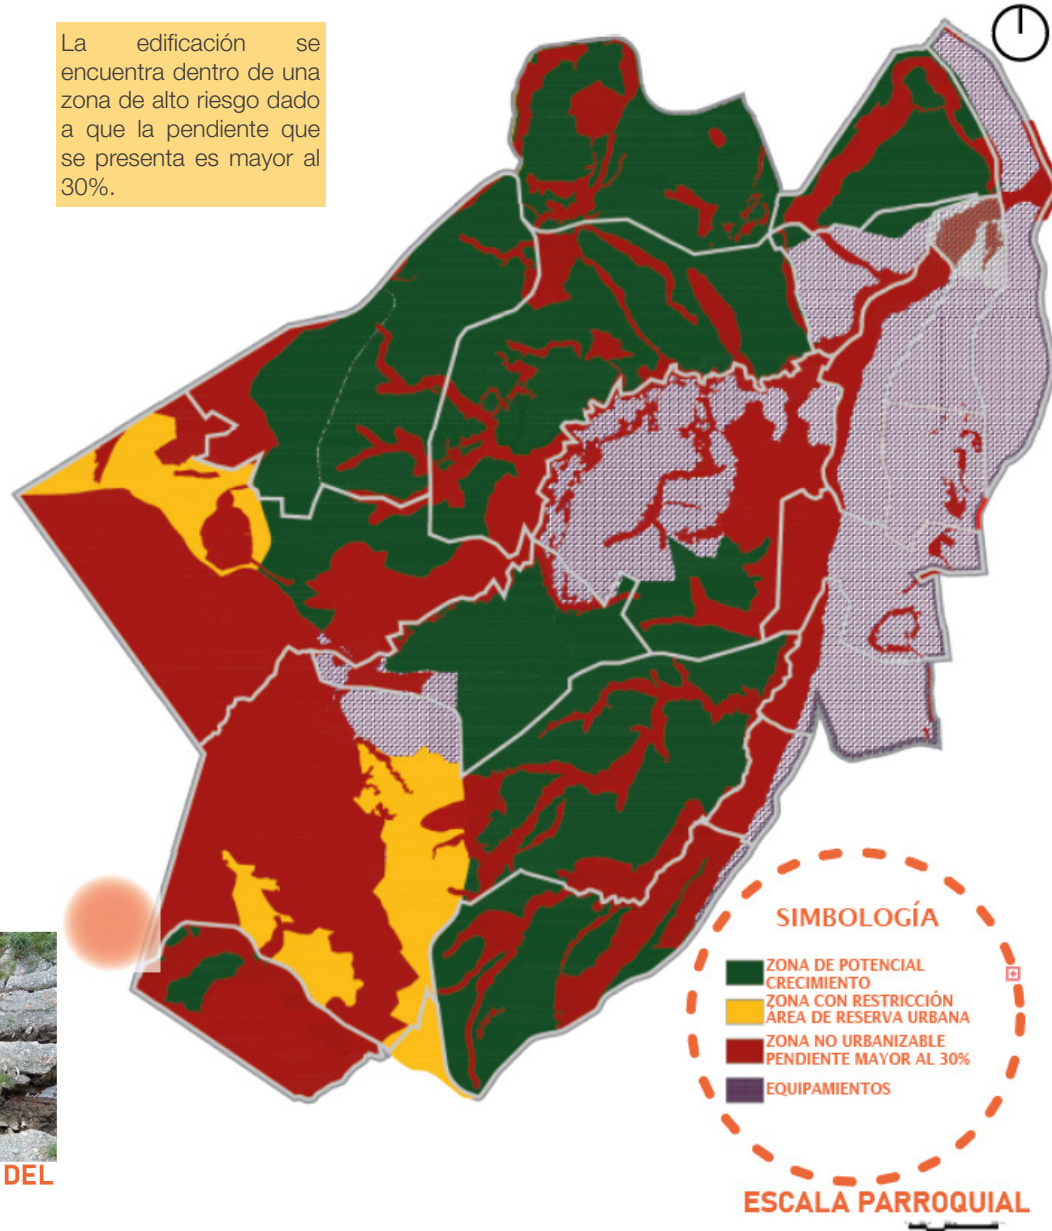 La edificación se
encuentra dentro de una
zona de alto riesgo dado
a que la pendiente que
se presenta es mayor al
30%.
SIMBOLOGÍA
ZONA DE POTENCIAL
CRECIMIENTO
ZONA CON RESTRICCIÓN
ÁREA DE RESERVA URBANA
ZONA NO URBANIZABLE
PENDIENTE MAYOR AL 30%
EQUIPAMIENTOS
DEL
ESCALA PARROQUIAL